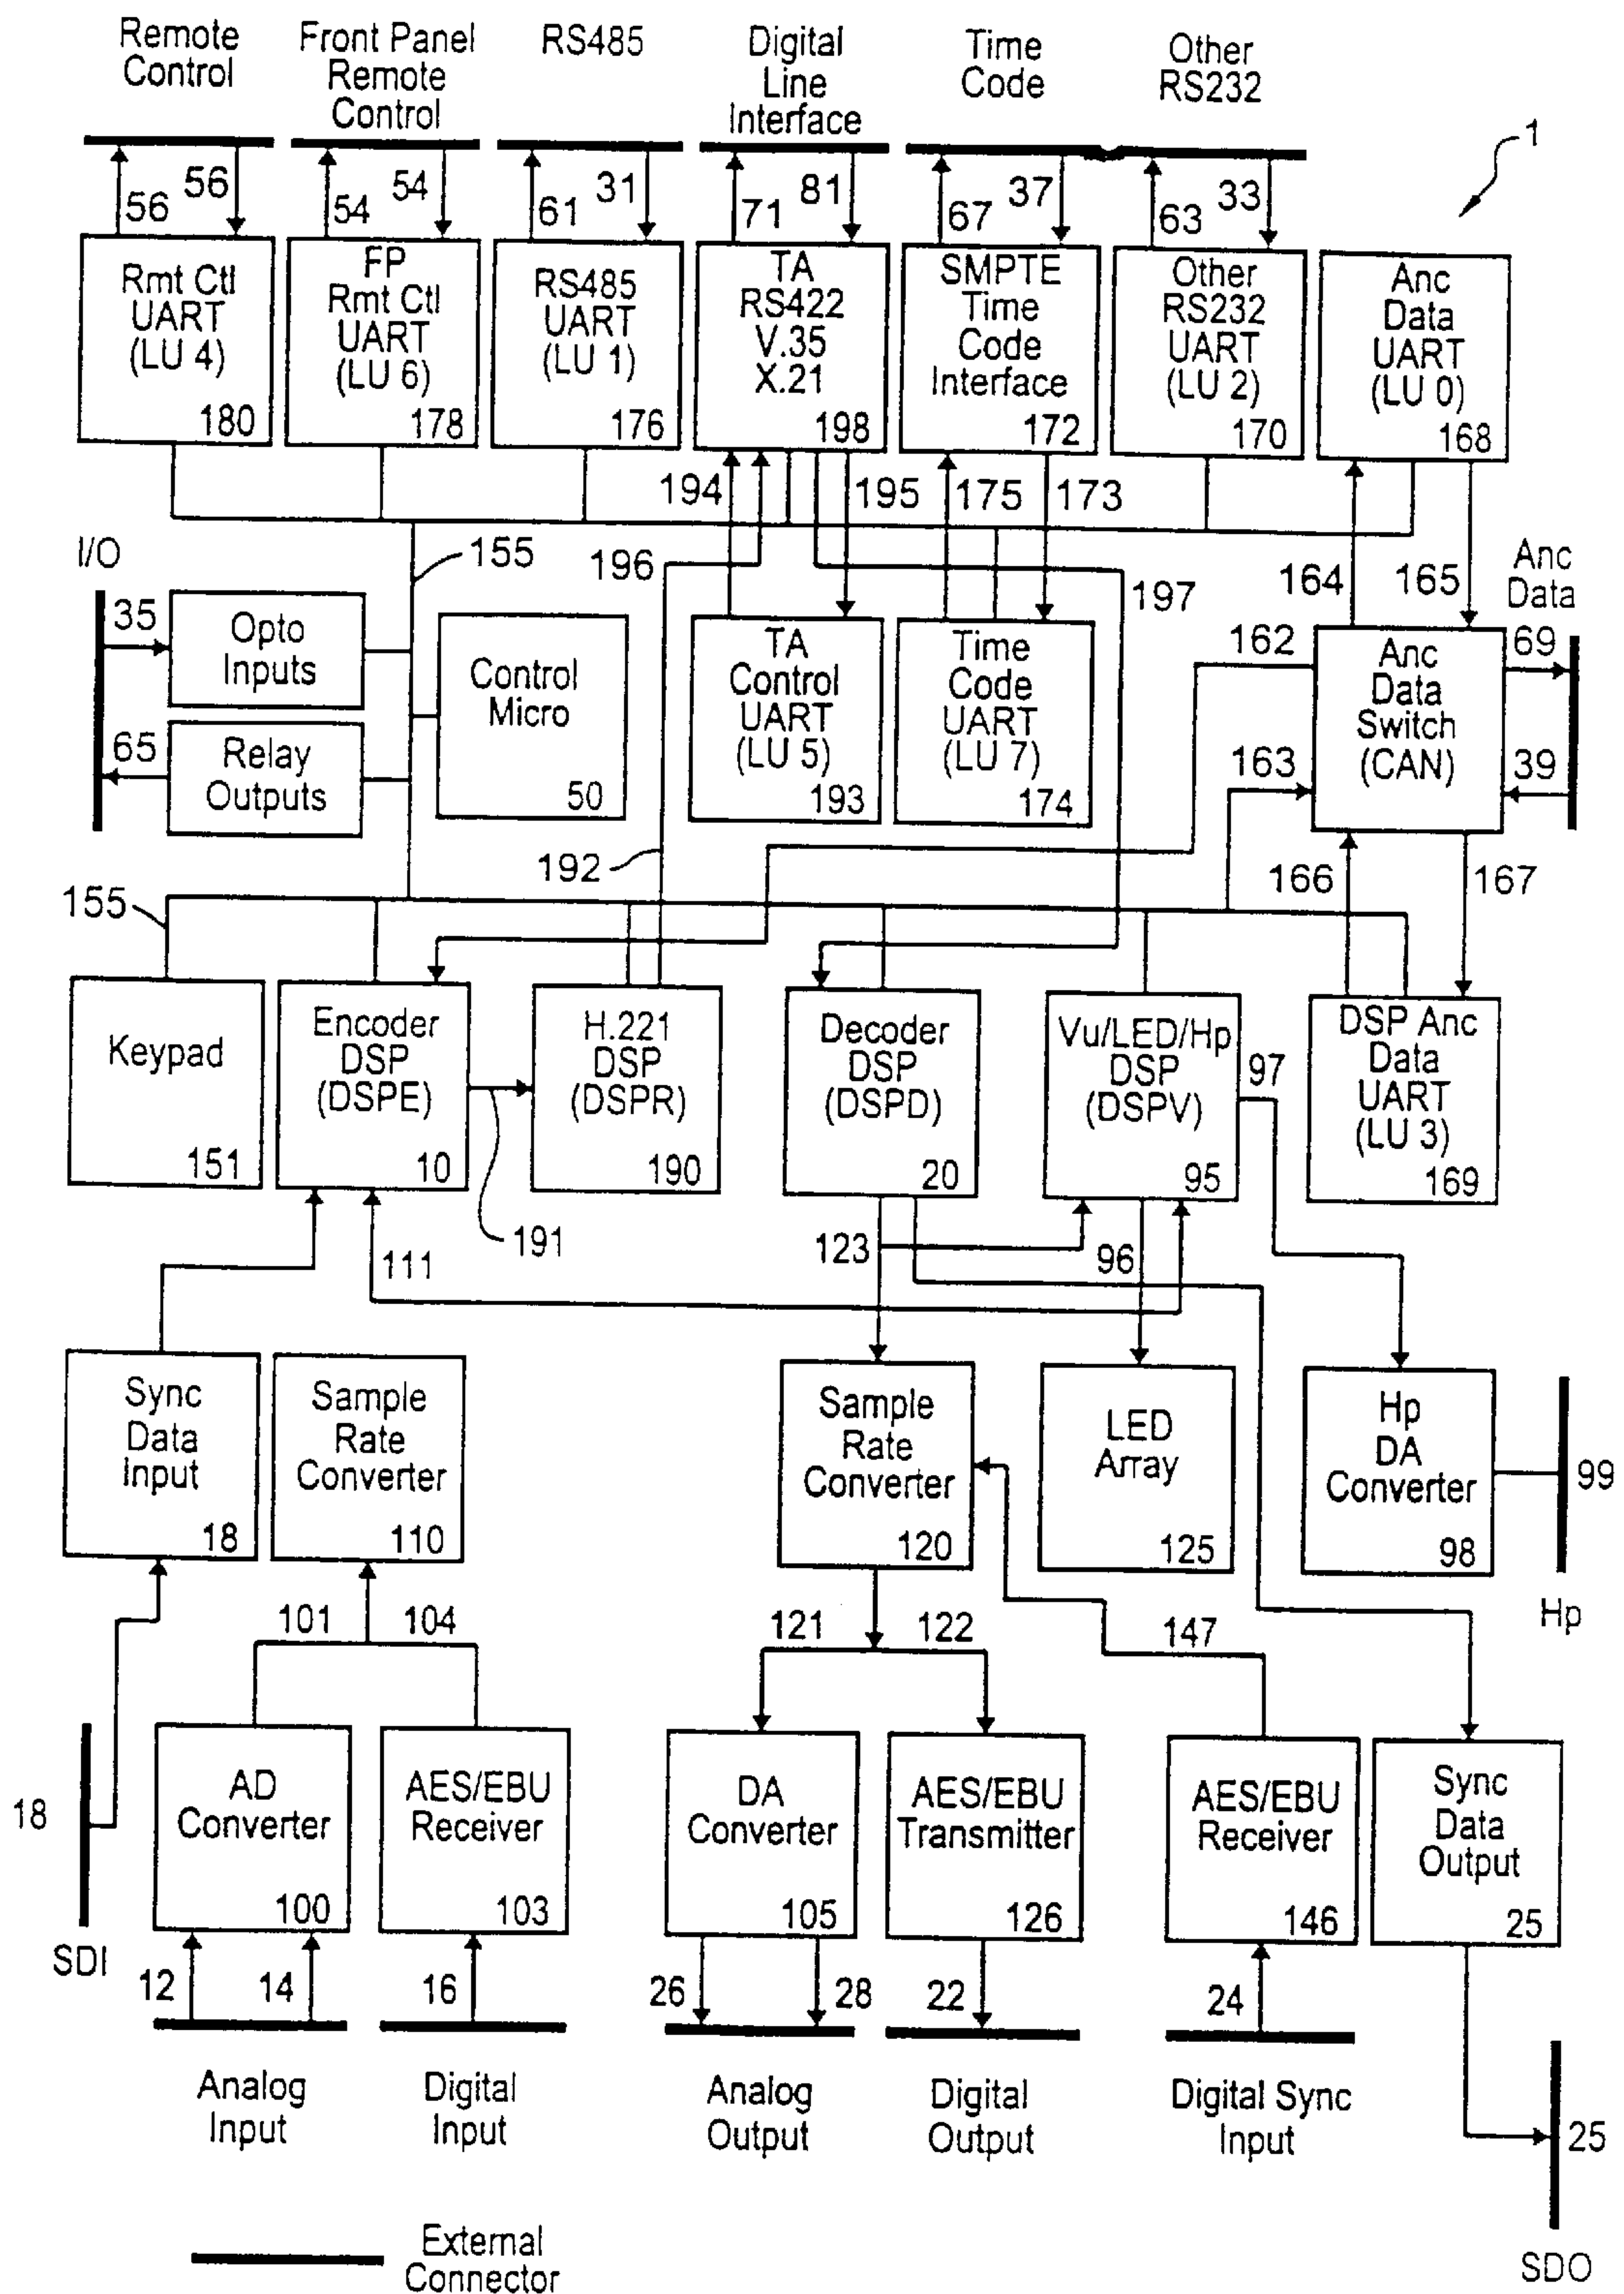 Remote
Control
Front Panel
Remote
Control
RS485
Digital
Line
Interface
Time
Code
Other
RS232
1
56
56
54
54
61
31
71
81
67
37
63
33
Rmt Ctl
UART
(LU 4)
180
FP
Rmt Ctl
UART
(LU 6)
178
RS485
UART
(LU 1)
176
TA
RS422
V.35
X.21
198
SMPTE
Time
Code
Interface
172
Other
RS232
UART
(LU 2)
170
Anc
Data
UART
(LU 0)
168
194
195
175
173
155
196
197
164
165
I/O
35
Opto
Inputs
65
Relay
Outputs
Control
Micro
50
TA
Control
UART
(LU 5)
193
Time
Code
UART
(LU 7)
174
162
163
Anc
Data
Switch
(CAN)
Anc
Data
69
39
192
166
167
155
Keypad
151
Encoder
DSP
(DSPE)
10
H.221
DSP
(DSPR)
190
Decoder
DSP
(DSPD)
20
Vu/LED/Hp
DSP
(DSPV)
95
97
DSP Anc
Data
UART
(LU 3)
169
111
191
123
96
Sync
Data
Input
18
Sample
Rate
Converter
110
Sample
Rate
Converter
120
LED
Array
125
Hp
DA
Converter
98
99
Hp
101
104
121
122
147
18
SDI
AD
Converter
100
AES/EBU
Receiver
103
DA
Converter
105
AES/EBU
Transmitter
126
AES/EBU
Receiver
146
Sync
Data
Output
25
12
14
16
26
28
22
24
Analog
Input
Digital
Input
Analog
Output
Digital
Output
Digital Sync
Input
25
SDO
External
Connector